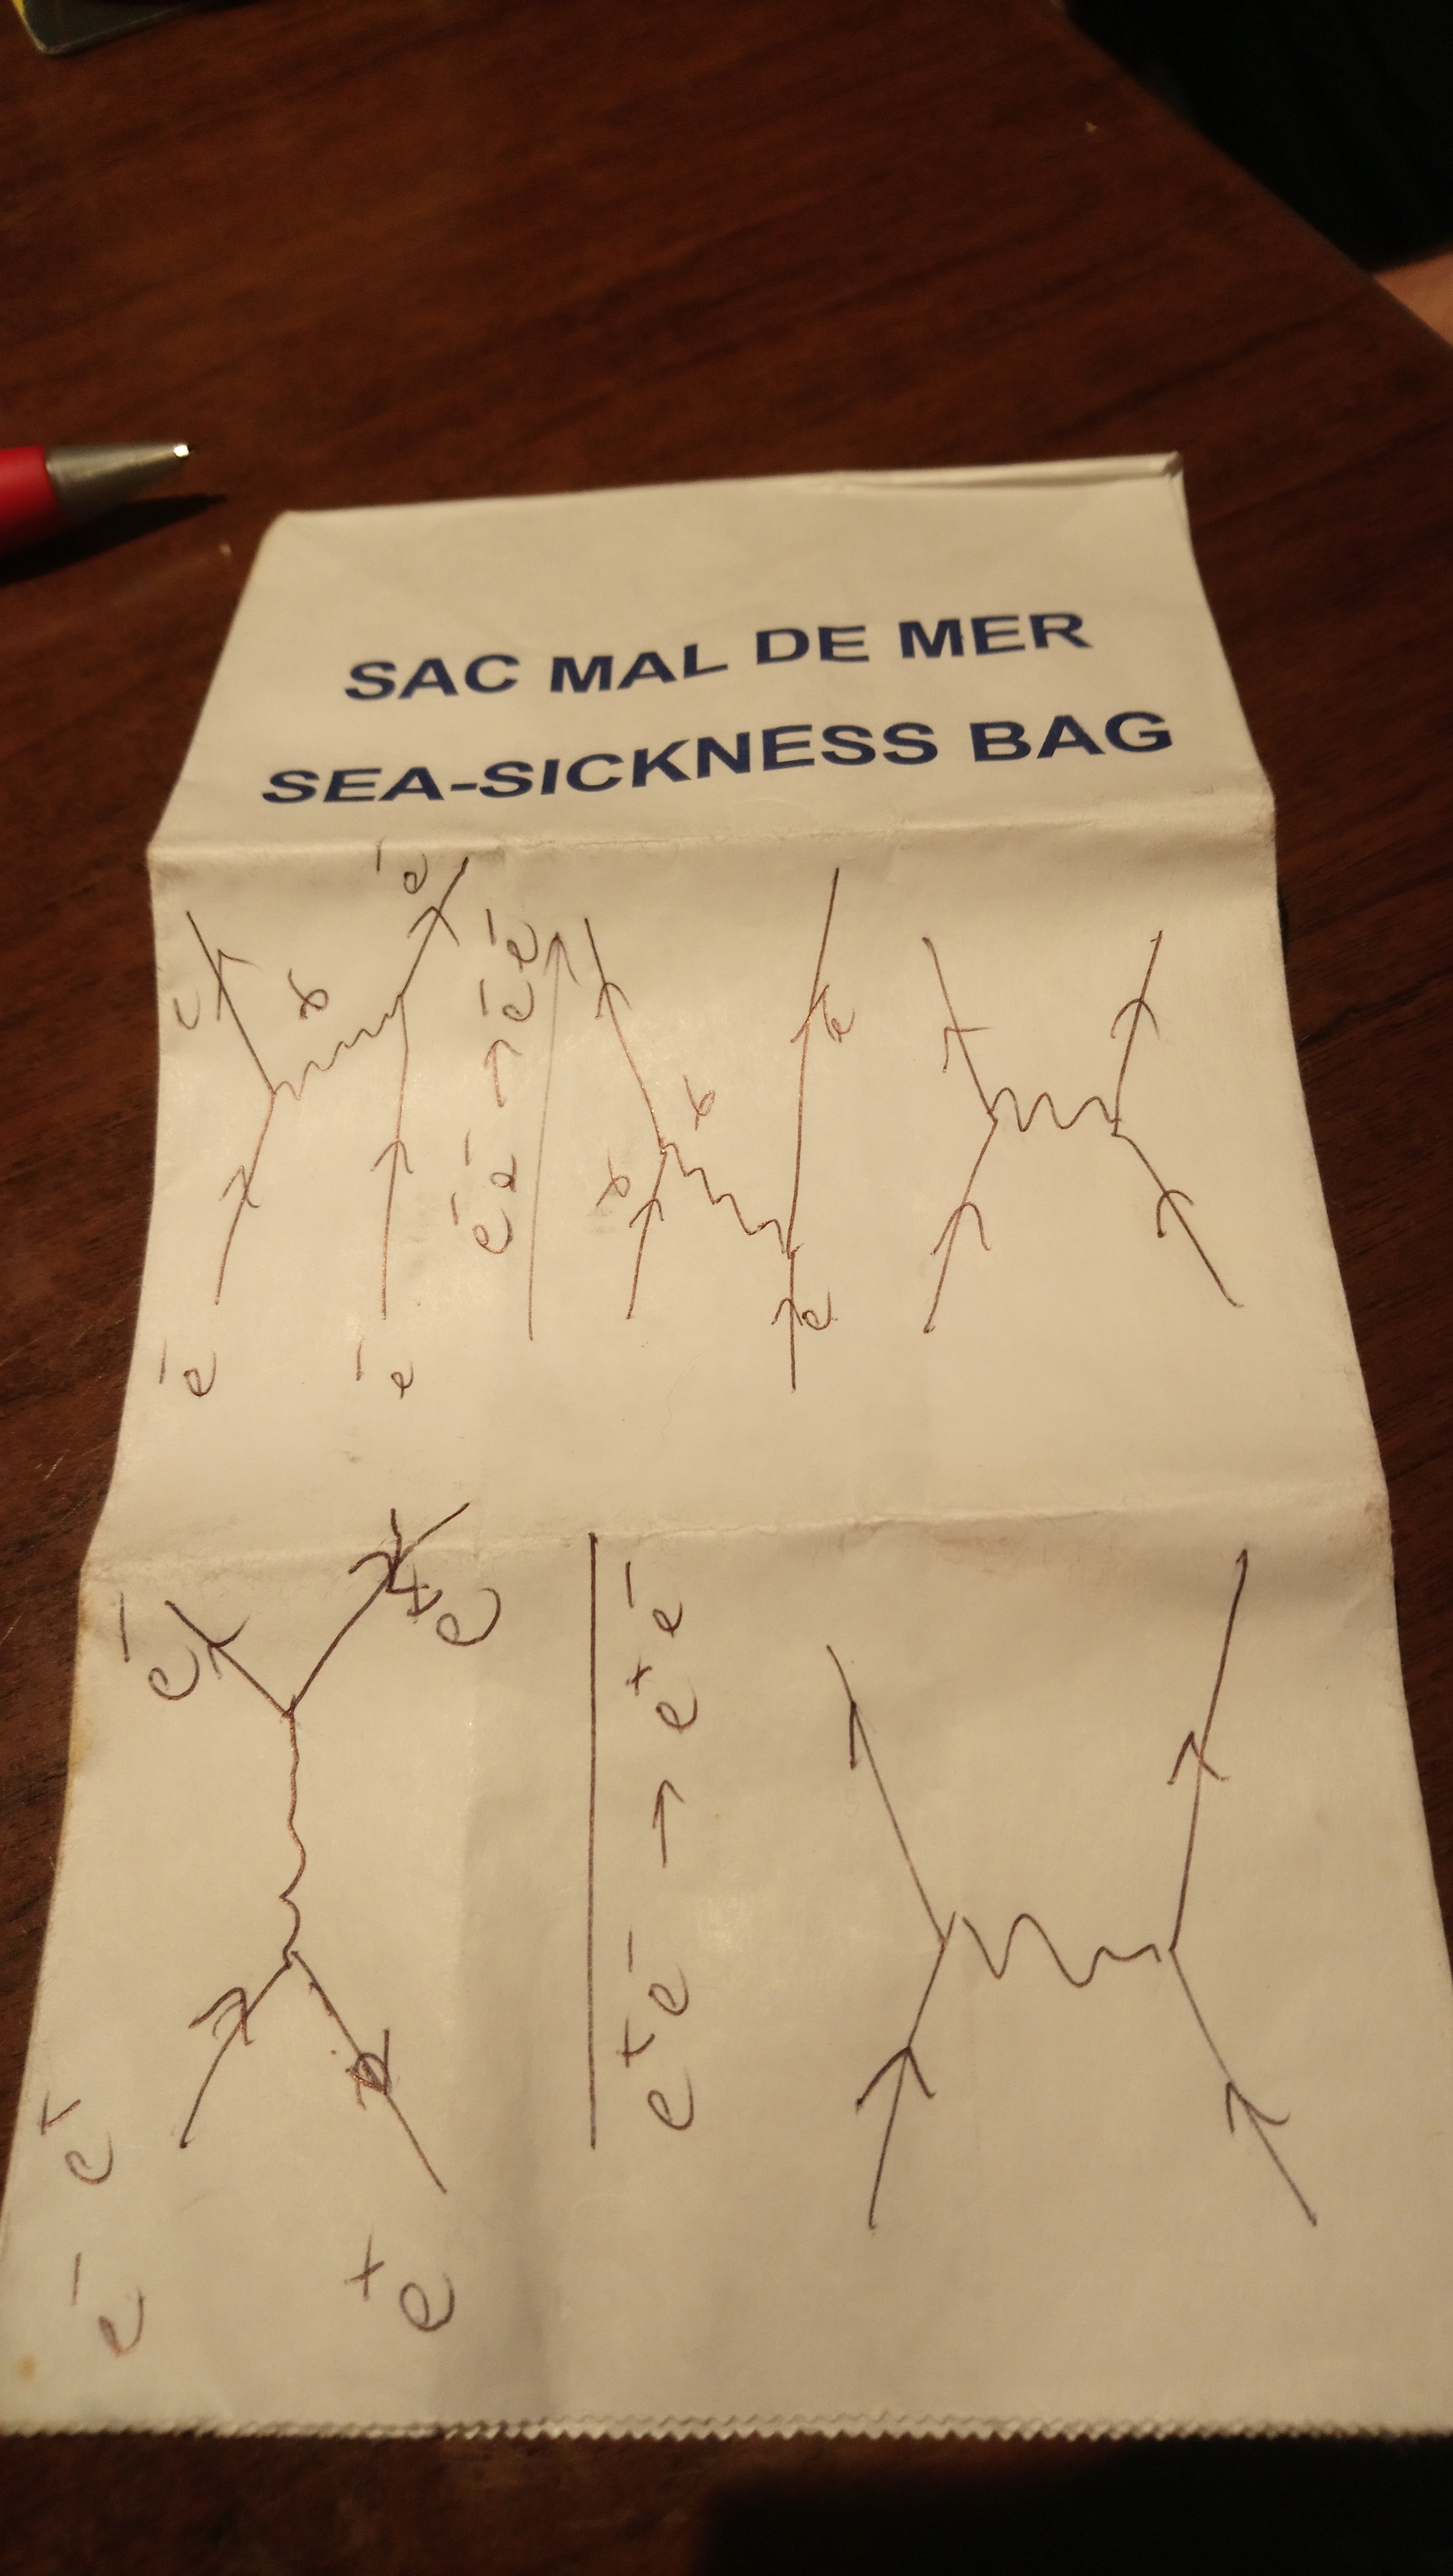 SAC MAL DE MER
SEA-SICKNESS BAG
e⁻
γ
e⁻e⁻ → e⁻e⁻
γ
e
e
e⁻
e⁻
e⁻
e⁺
e⁺e⁻ → e⁺e⁻
e⁺
e⁻
e⁺